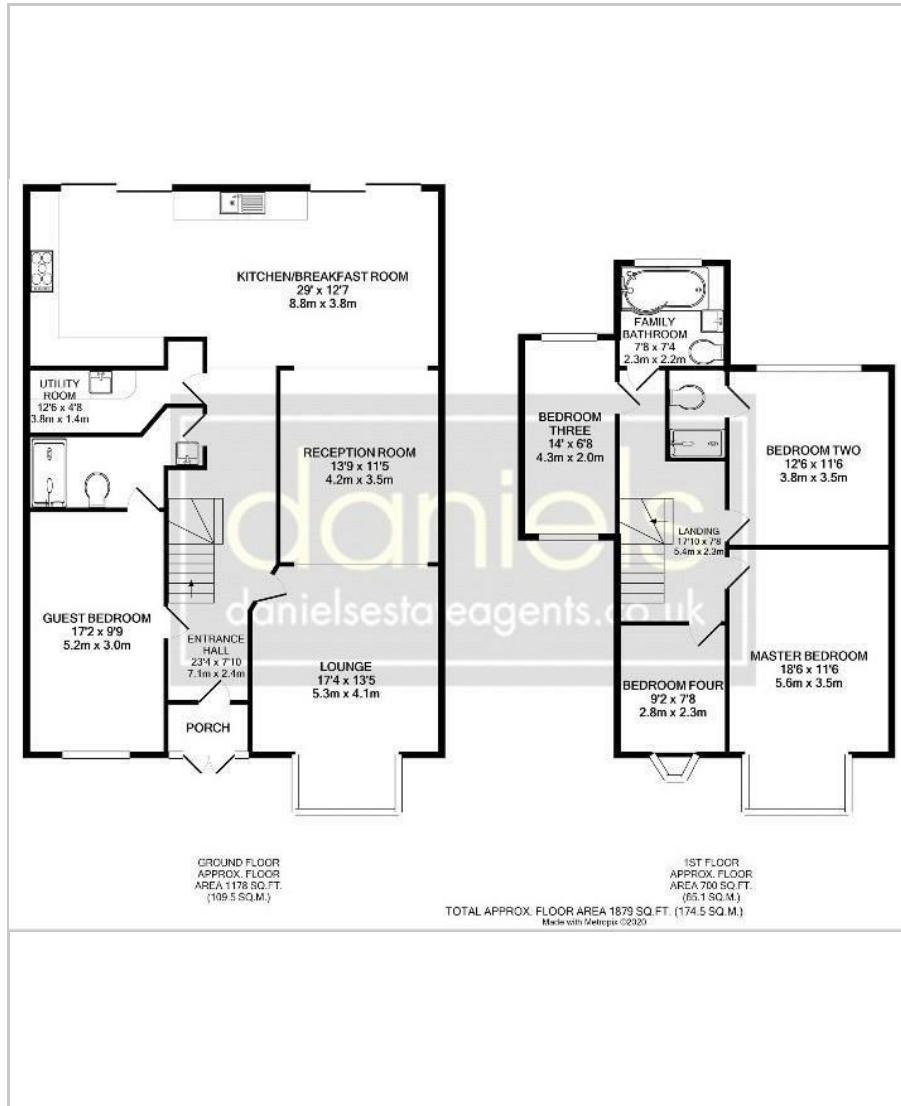 KITCHEN/BREAKFAST ROOM
29' x 12'7
8.8m x 3.8m
UTILITY
ROOM
12'6 x 4'8
3.8m x 1.4m
RECEPTION ROOM
13'9 x 11'5
4.2m x 3.5m
GUEST BEDROOM
17'2 x 9'9
5.2m x 3.0m
ENTRANCE
HALL
23'4 x 7'10
7.1m x 2.4m
LOUNGE
17'4 x 13'5
5.3m x 4.1m
PORCH
FAMILY
BATHROOM
7'8 x 7'4
2.3m x 2.2m
BEDROOM
THREE
14' x 6'8
4.3m x 2.0m
BEDROOM TWO
12'6 x 11'6
3.8m x 3.5m
LANDING
17'10 x 7'8
5.4m x 2.3m
MASTER BEDROOM
18'6 x 11'6
5.6m x 3.5m
BEDROOM FOUR
9'2 x 7'8
2.8m x 2.3m
daniels
danielsestateagents.co.uk
GROUND FLOOR
APPROX. FLOOR
AREA 1178 SQ.FT.
(109.5 SQ.M.)
1ST FLOOR
APPROX. FLOOR
AREA 700 SQ.FT.
(65.1 SQ.M.)
TOTAL APPROX. FLOOR AREA 1879 SQ.FT. (174.5 SQ.M.)
Made with Metropix ©2020